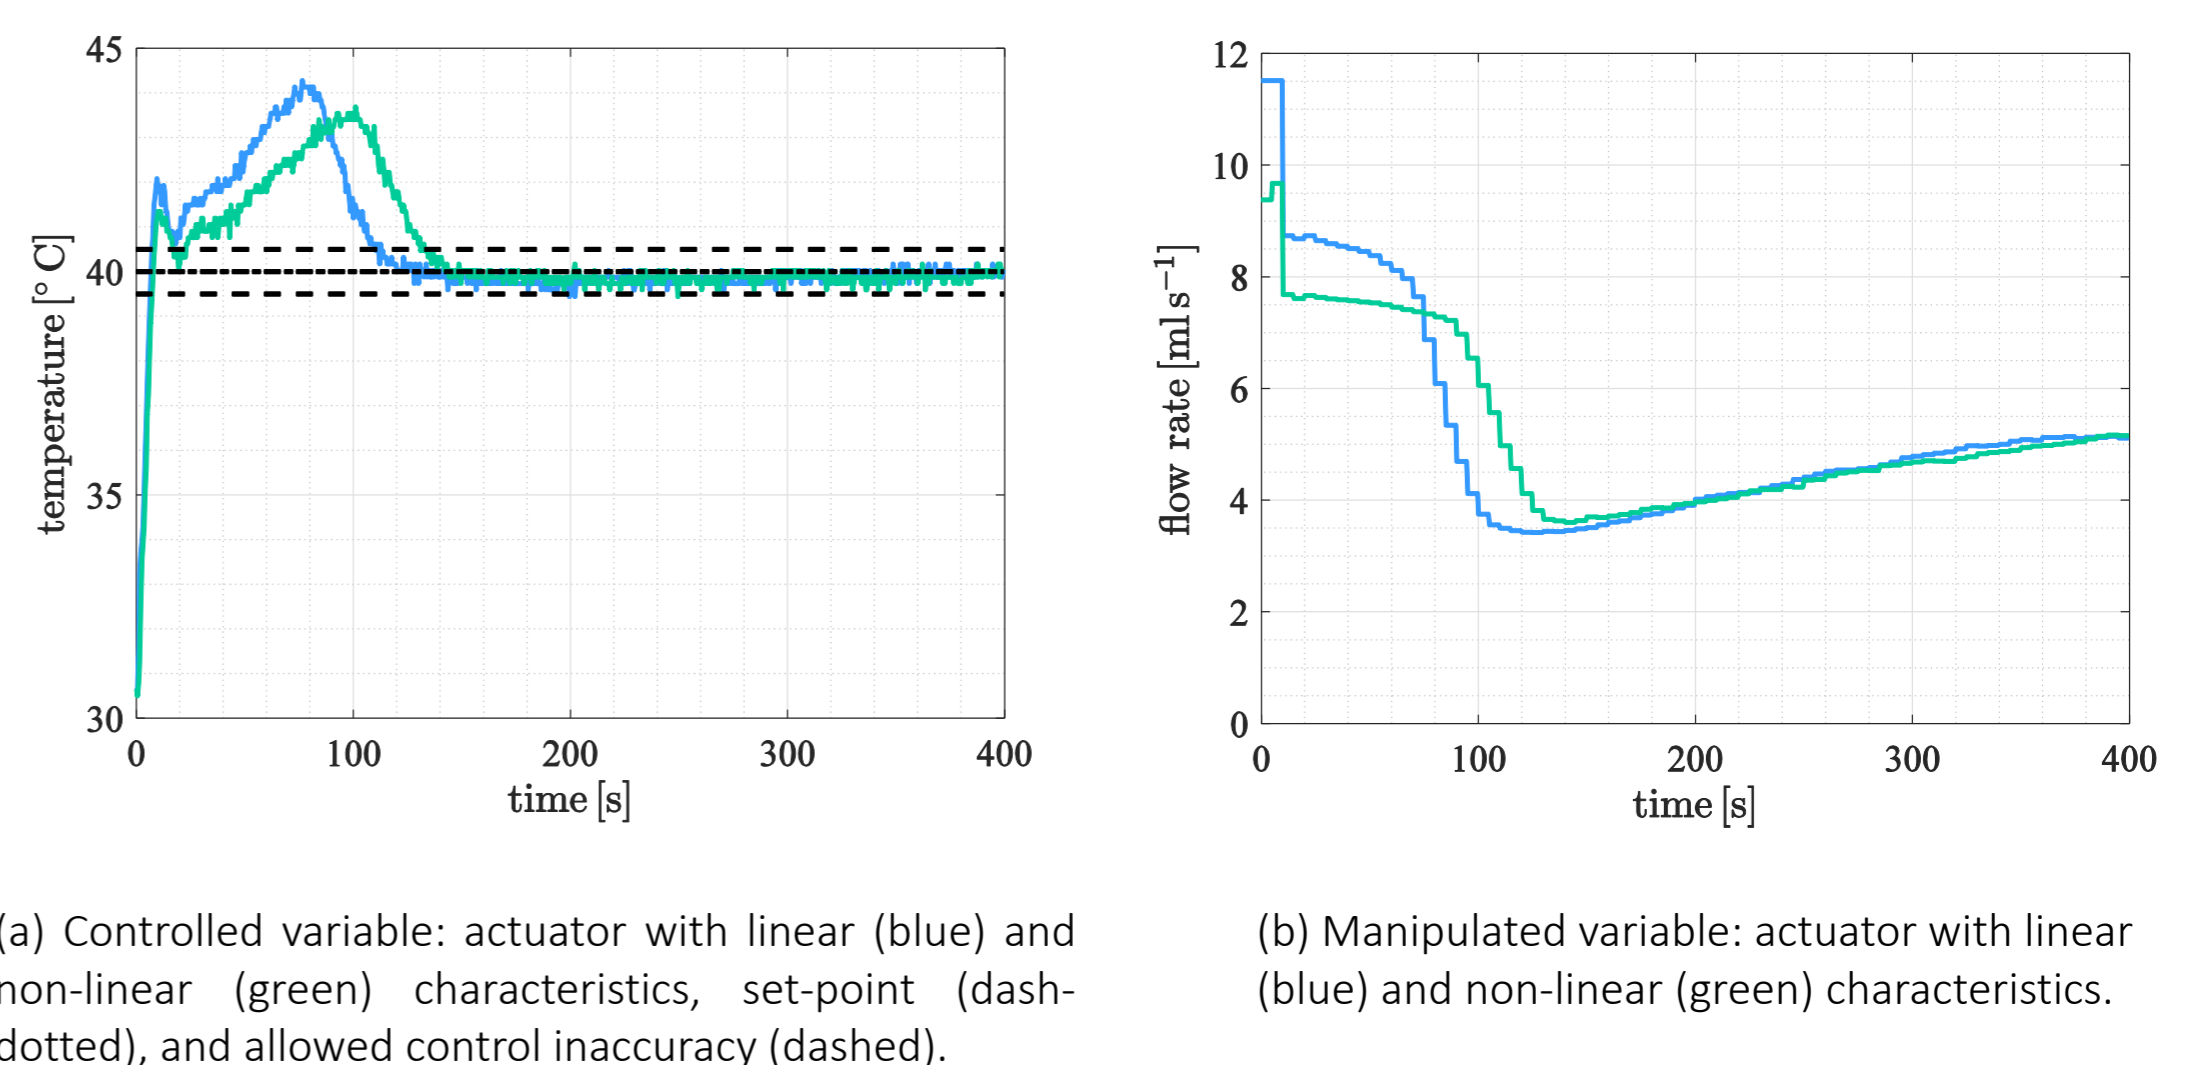 45
40
35
30
0 100 200 300 400
temperature [° C]
time [s]
12
10
8
6
4
2
0
0 100 200 300 400
flow rate [ml s⁻¹]
time [s]
(a) Controlled variable: actuator with linear (blue) and
non-linear (green) characteristics, set-point (dash-
dotted), and allowed control inaccuracy (dashed).
(b) Manipulated variable: actuator with linear
(blue) and non-linear (green) characteristics.